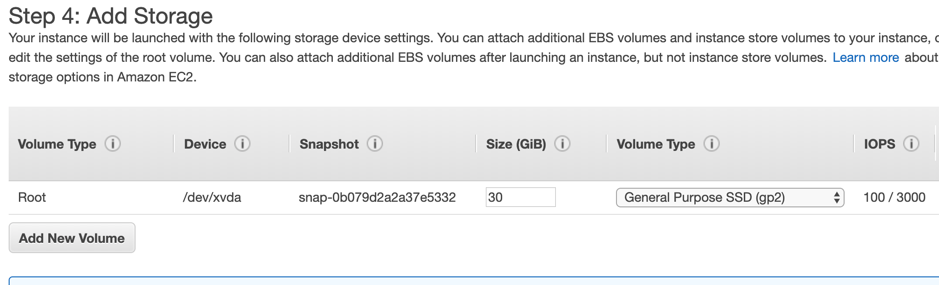 Step 4: Add Storage
Your instance will be launched with the following storage device settings. You can attach additional EBS volumes and instance store volumes to your instance,
edit the settings of the root volume. You can also attach additional EBS volumes after launching an instance, but not instance store volumes. Learn more about
storage options in Amazon EC2.
Volume Type Device Snapshot Size (GiB) Volume Type IOPS
Root /dev/xvda snap-0b079d2a2a37e5332 30 General Purpose SSD (gp2) 100 / 3000
Add New Volume